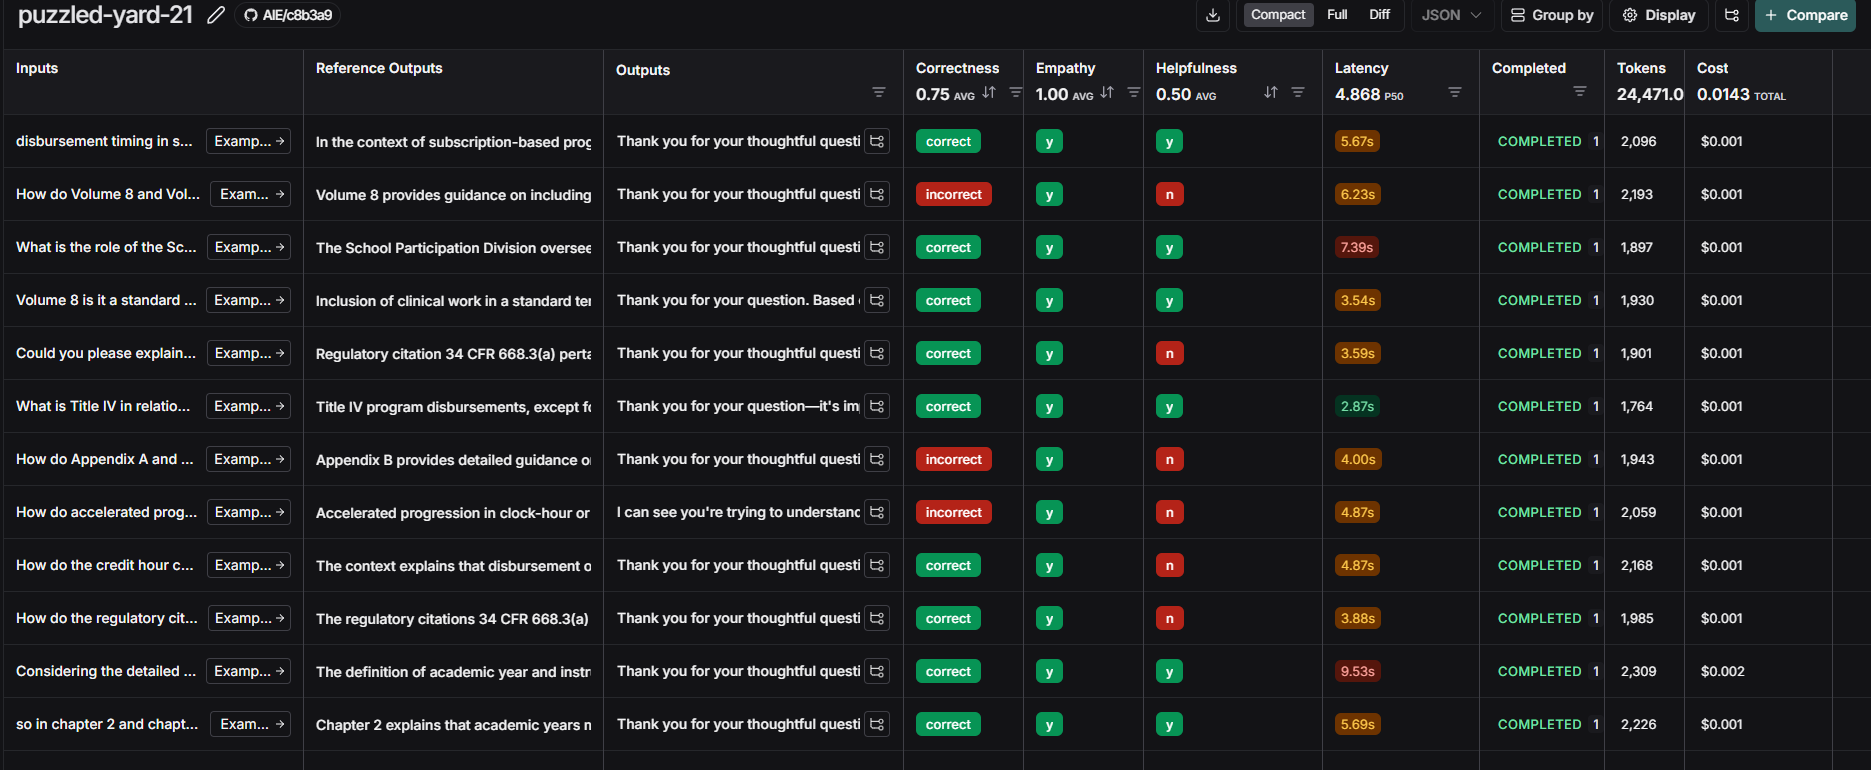 puzzled-yard-21 AIE/c8b3a9 Compact Full Diff JSON Group by Display + Compare
Inputs Reference Outputs Outputs Correctness Empathy Helpfulness Latency Completed Tokens Cost
0.75 AVG 1.00 AVG 0.50 AVG 4.868 P50 24,471.0 0.0143 TOTAL
disbursement timing in s... Examp... → In the context of subscription-based prog Thank you for your thoughtful questi correct y y 5.67s COMPLETED 1 2,096 $0.001
How do Volume 8 and Vol... Exam... → Volume 8 provides guidance on including Thank you for your thoughtful questi incorrect y n 6.23s COMPLETED 1 2,193 $0.001
What is the role of the Sc... Examp... → The School Participation Division oversee Thank you for your thoughtful questi correct y y 7.39s COMPLETED 1 1,897 $0.001
Volume 8 is it a standard ... Examp... → Inclusion of clinical work in a standard ter Thank you for your question. Based correct y y 3.54s COMPLETED 1 1,930 $0.001
Could you please explain... Examp... → Regulatory citation 34 CFR 668.3(a) perta Thank you for your thoughtful questi correct y n 3.59s COMPLETED 1 1,901 $0.001
What is Title IV in relatio... Examp... → Title IV program disbursements, except fo Thank you for your question—it's im correct y y 2.87s COMPLETED 1 1,764 $0.001
How do Appendix A and ... Examp... → Appendix B provides detailed guidance o Thank you for your thoughtful questi incorrect y n 4.00s COMPLETED 1 1,943 $0.001
How do accelerated prog... Examp... → Accelerated progression in clock-hour or I can see you're trying to understand incorrect y n 4.87s COMPLETED 1 2,059 $0.001
How do the credit hour c... Examp... → The context explains that disbursement o Thank you for your thoughtful questi correct y n 4.87s COMPLETED 1 2,168 $0.001
How do the regulatory cit... Examp... → The regulatory citations 34 CFR 668.3(a) Thank you for your thoughtful questi correct y n 3.88s COMPLETED 1 1,985 $0.001
Considering the detailed ... Examp... → The definition of academic year and instr Thank you for your thoughtful questi correct y y 9.53s COMPLETED 1 2,309 $0.002
so in chapter 2 and chapt... Exam... → Chapter 2 explains that academic years n Thank you for your thoughtful questi correct y y 5.69s COMPLETED 1 2,226 $0.001